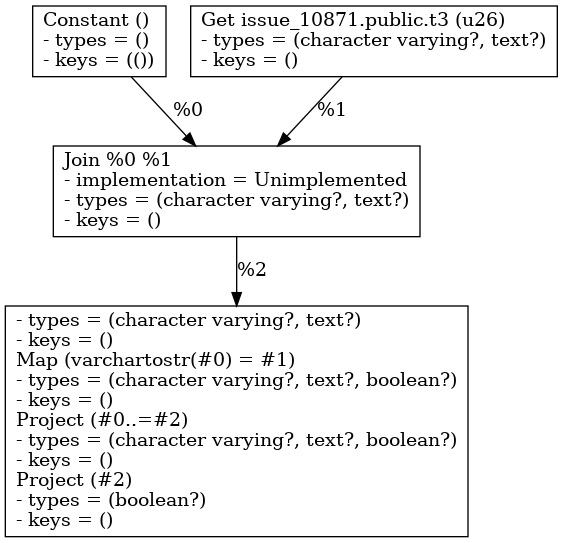 Constant ()
- types = ()
- keys = (())
Get issue_10871.public.t3 (u26)
- types = (character varying?, text?)
- keys = ()
%0
%1
Join %0 %1
- implementation = Unimplemented
- types = (character varying?, text?)
- keys = ()
%2
- types = (character varying?, text?)
- keys = ()
Map (varchartostr(#0) = #1)
- types = (character varying?, text?, boolean?)
- keys = ()
Project (#0..=#2)
- types = (character varying?, text?, boolean?)
- keys = ()
Project (#2)
- types = (boolean?)
- keys = ()